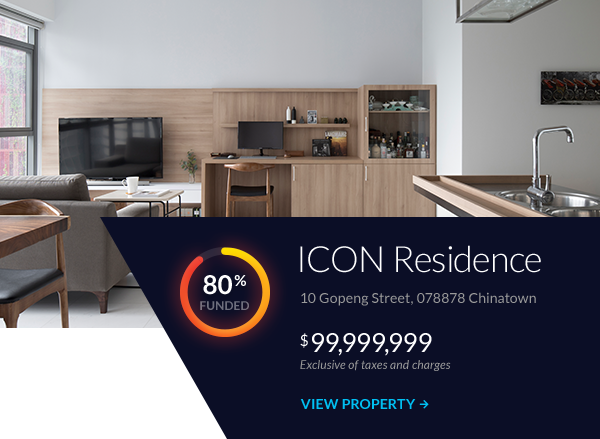 ICON Residence
80%
FUNDED
10 Gopeng Street, 078878 Chinatown
$99,999,999
Exclusive of taxes and charges
VIEW PROPERTY →